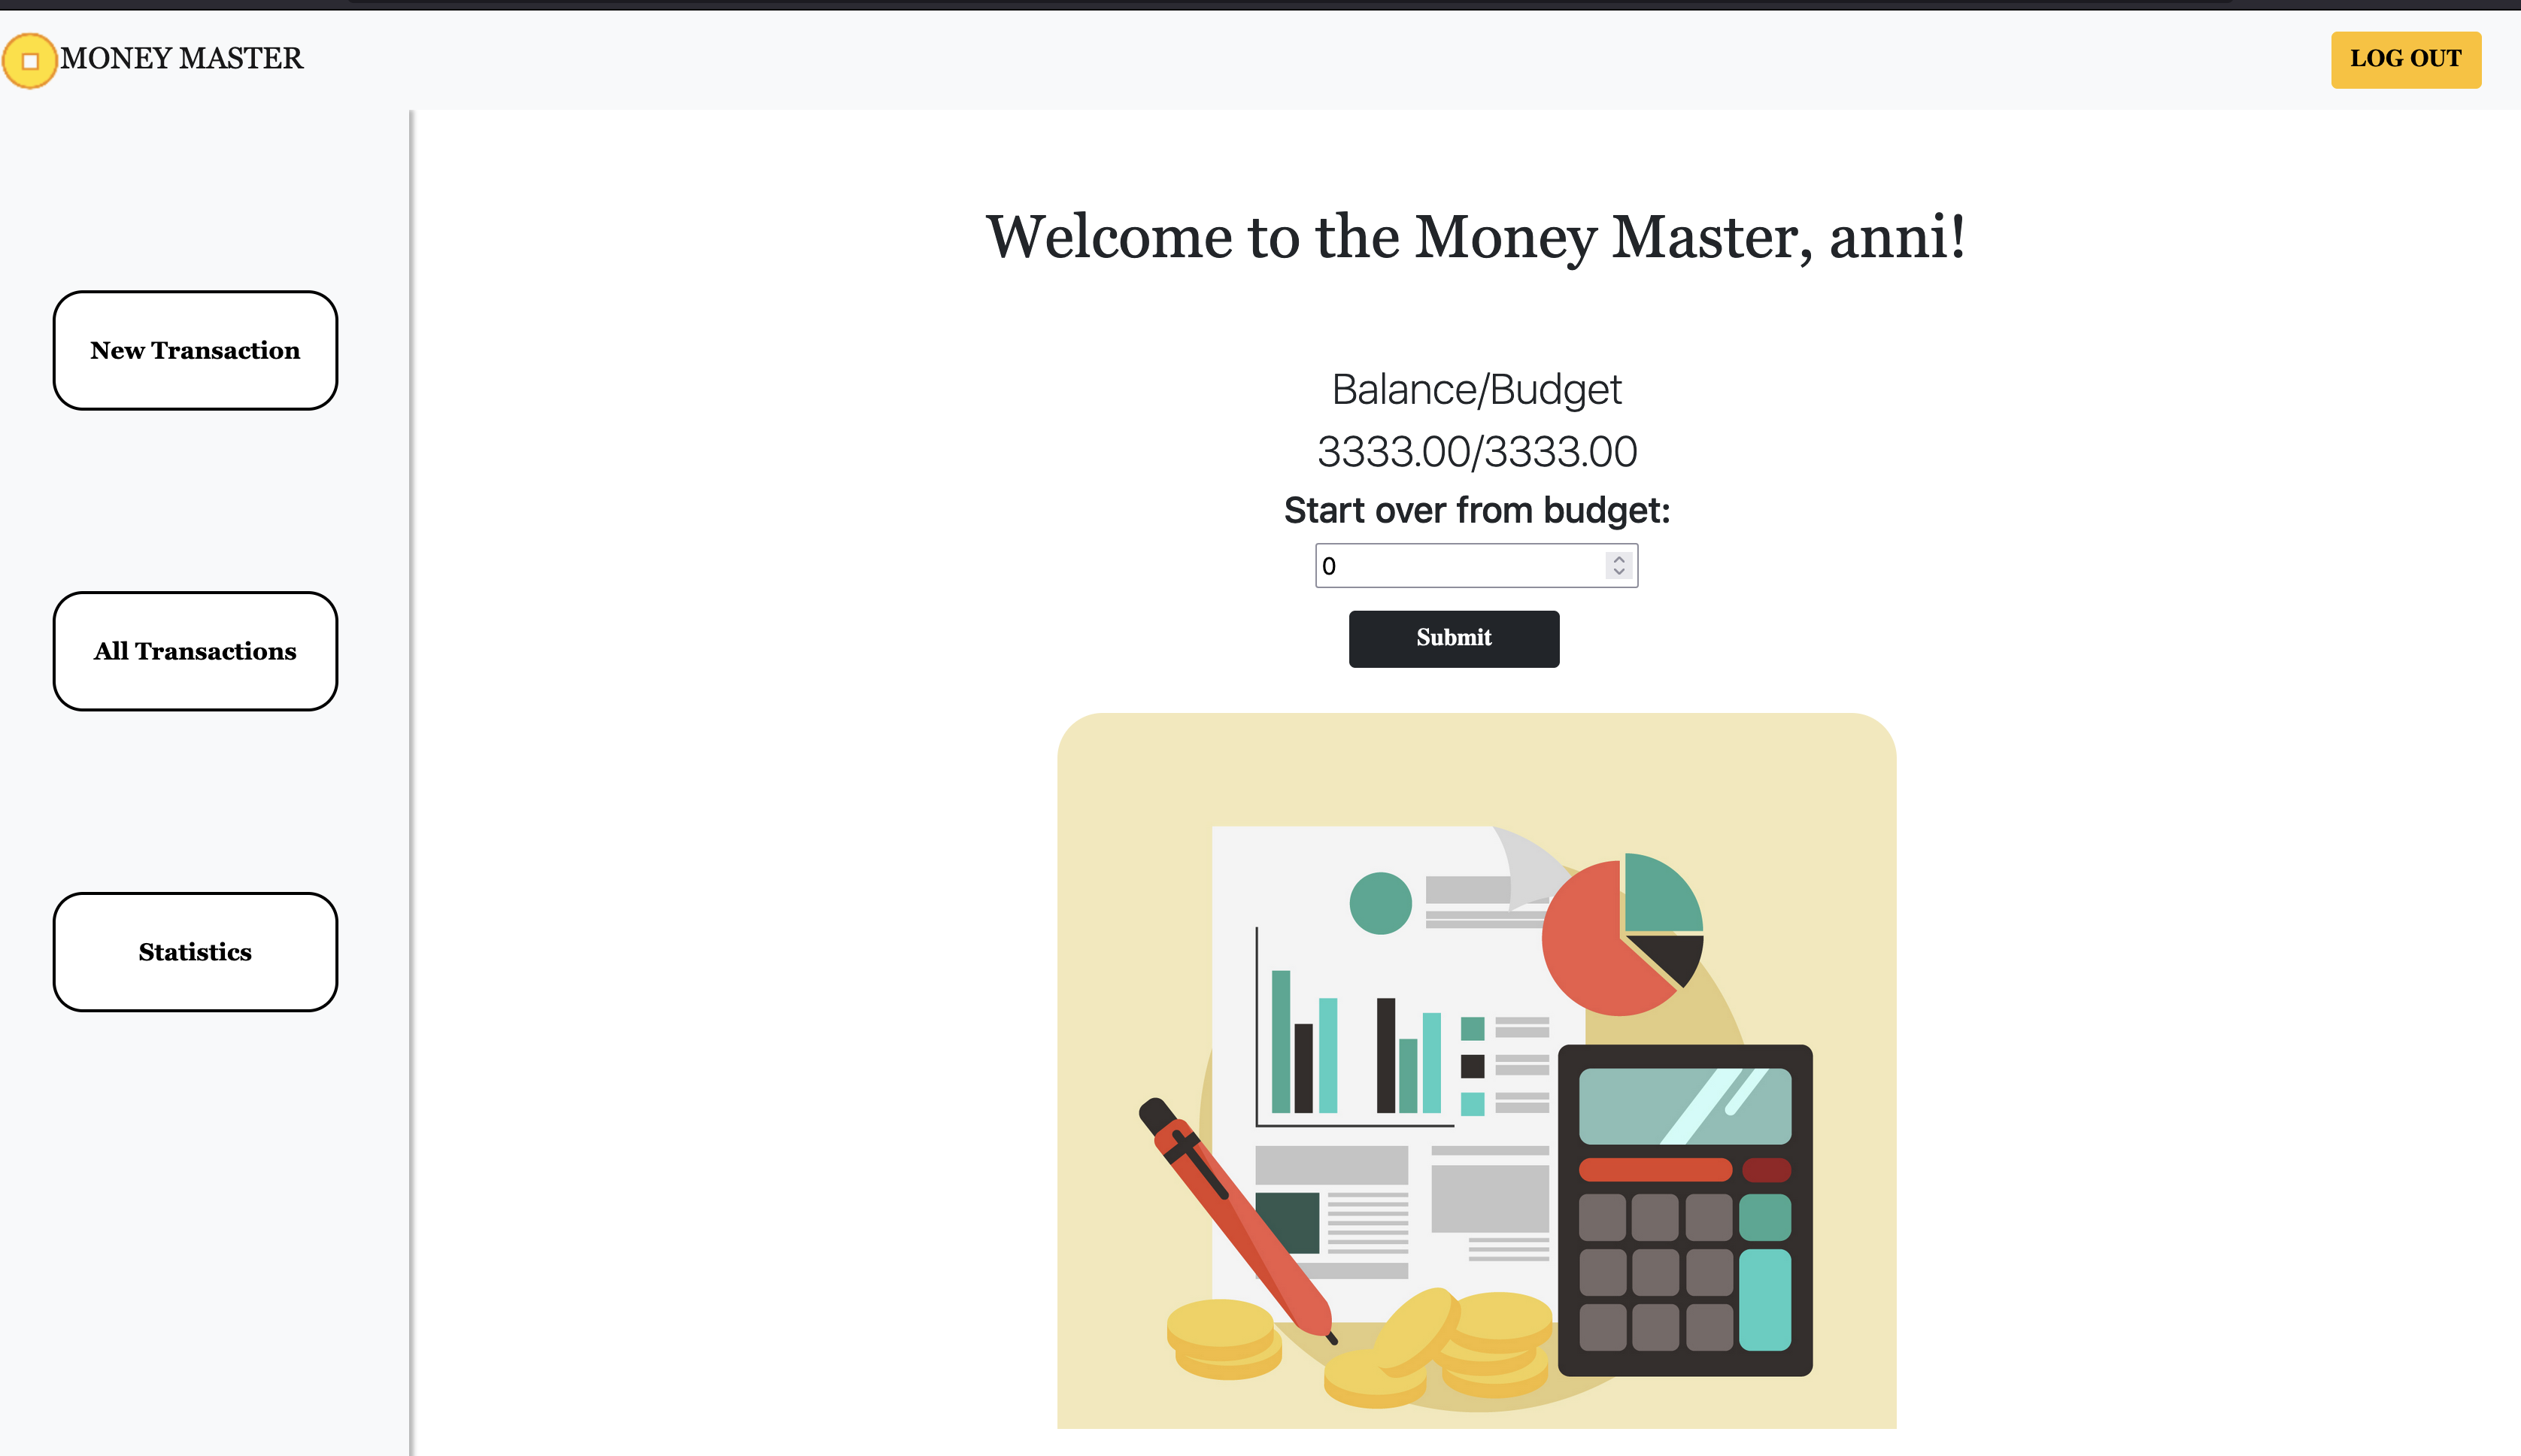 MONEY MASTER
LOG OUT
New Transaction
All Transactions
Statistics
Welcome to the Money Master, anni!
Balance/Budget
3333.00/3333.00
Start over from budget:
0
Submit